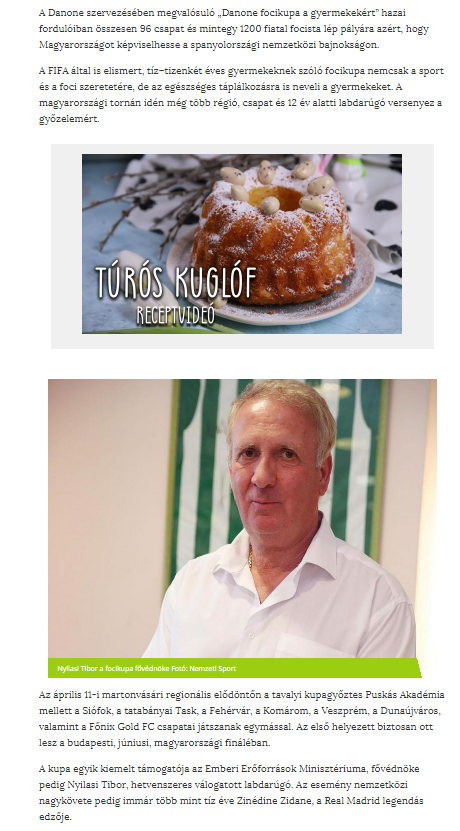 A Danone szervezésében megvalósuló „Danone focikupa a gyermekekért” hazai
fordulóiban összesen 96 csapat és mintegy 1200 fiatal focista lép pályára azért, hogy
Magyarországot képviselhesse a spanyolországi nemzetközi bajnokságon.
A FIFA által is elismert, tíz-tizenkét éves gyermekeknek szóló focikupa nemcsak a sport
és a foci szeretetére, de az egészséges táplálkozásra is neveli a gyermekeket. A
magyarországi tornán idén még több régió, csapat és 12 év alatti labdarúgó versenyez a
győzelemért.
TÚRÓS KUGLÓF
RECEPTVIDEÓ
Nyilasi Tibor a focikupa fővédnöke Fotó: Nemzeti Sport
Az április 11-i martonvásári regionális elődöntőn a tavalyi kupagyőztes Puskás Akadémia
mellett a Siófok, a tatabányai Task, a Fehérvár, a Komárom, a Veszprém, a Dunaújváros,
valamint a Főnix Gold FC csapatai játszanak egymással. Az első helyezett biztosan ott
lesz a budapesti, júniusi, magyarországi fináléban.
A kupa egyik kiemelt támogatója az Emberi Erőforrások Minisztériuma, fővédnöke
pedig Nyilasi Tibor, hetvenszeres válogatott labdarúgó. Az esemény nemzetközi
nagykövete pedig immár több mint tíz éve Zinédine Zidane, a Real Madrid legendás
edzője.